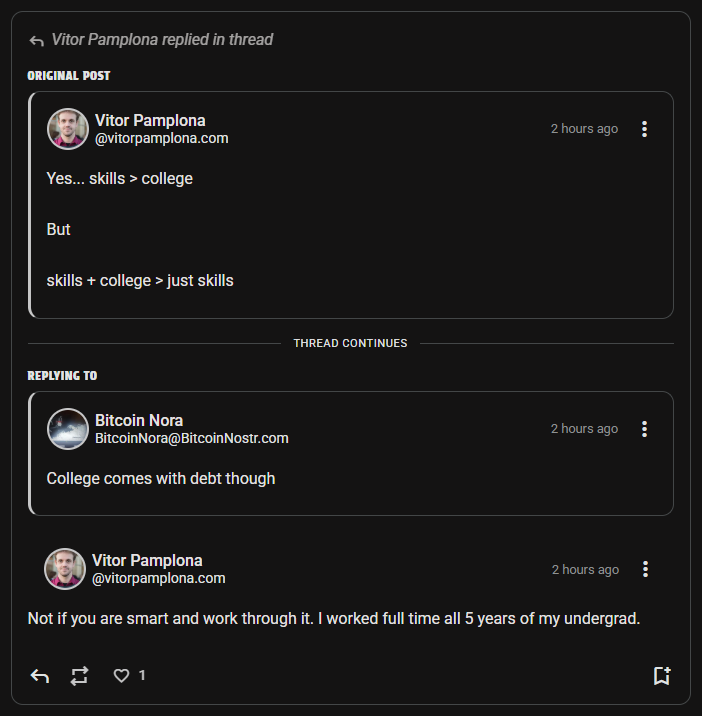 Vitor Pamplona replied in thread
ORIGINAL POST
Vitor Pamplona
@vitorpamplona.com
2 hours ago
Yes... skills > college
But
skills + college > just skills
THREAD CONTINUES
REPLYING TO
Bitcoin Nora
BitcoinNora@BitcoinNostr.com
2 hours ago
College comes with debt though
Vitor Pamplona
@vitorpamplona.com
2 hours ago
Not if you are smart and work through it. I worked full time all 5 years of my undergrad.
1